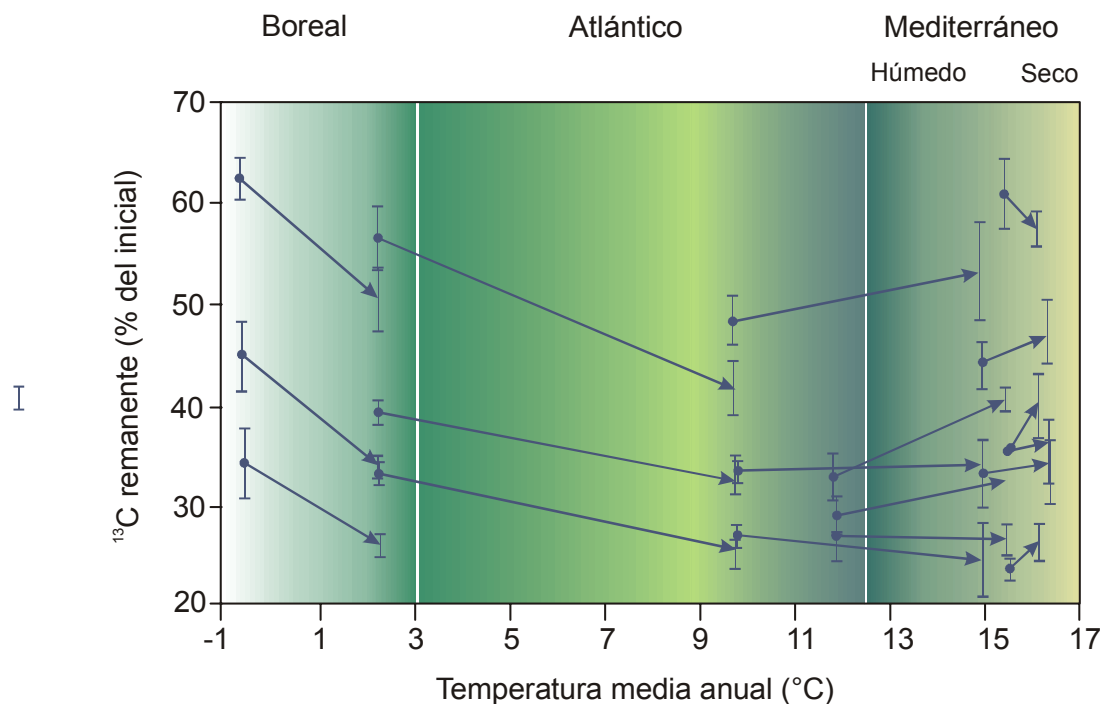 Boreal Atlántico Mediterráneo
Húmedo Seco
70
60
50
40
30
20
-1 1 3 5 7 9 11 13 15 17
¹³C remanente (% del inicial)
Temperatura media anual (°C)